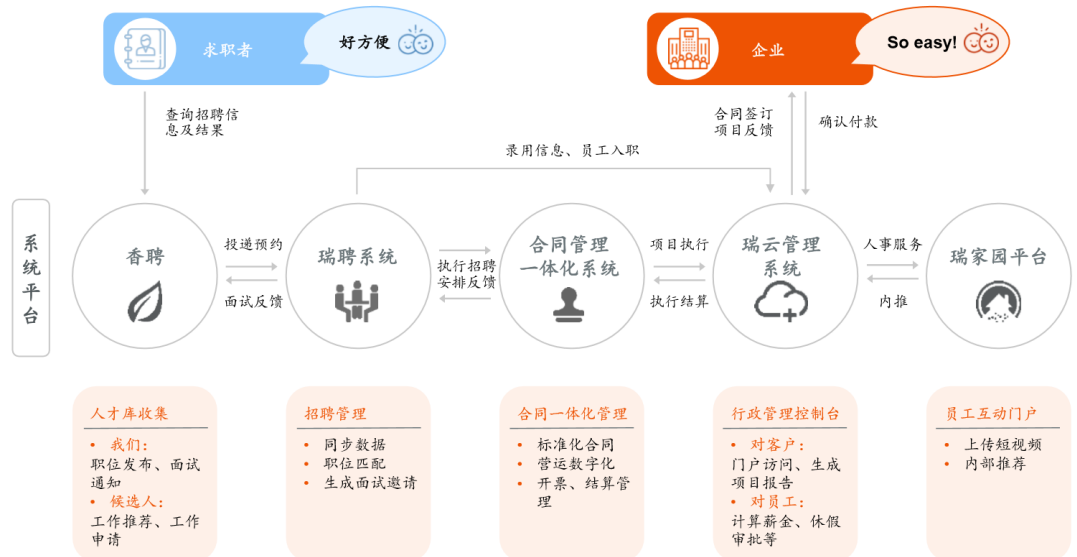 求职者
好方便
企业
So easy!
查询招聘信
息及结果
合同签订
项目反馈
确认付款
录用信息、员工入职
系统平台
香聘
投递预约
面试反馈
瑞聘系统
执行招聘
安排反馈
合同管理
一体化系统
项目执行
执行结算
瑞云管理
系统
人事服务
内推
瑞家园平台
人才库收集
• 我们：
职位发布、面试
通知
• 候选人：
工作推荐、工作
申请
招聘管理
• 同步数据
• 职位匹配
• 生成面试邀请
合同一体化管理
• 标准化合同
• 营运数字化
• 开票、结算管
理
行政管理控制台
• 对客户：
门户访问、生成
项目报告
• 对员工：
计算薪金、休假
审批等
员工互动门户
• 上传短视频
• 内部推荐